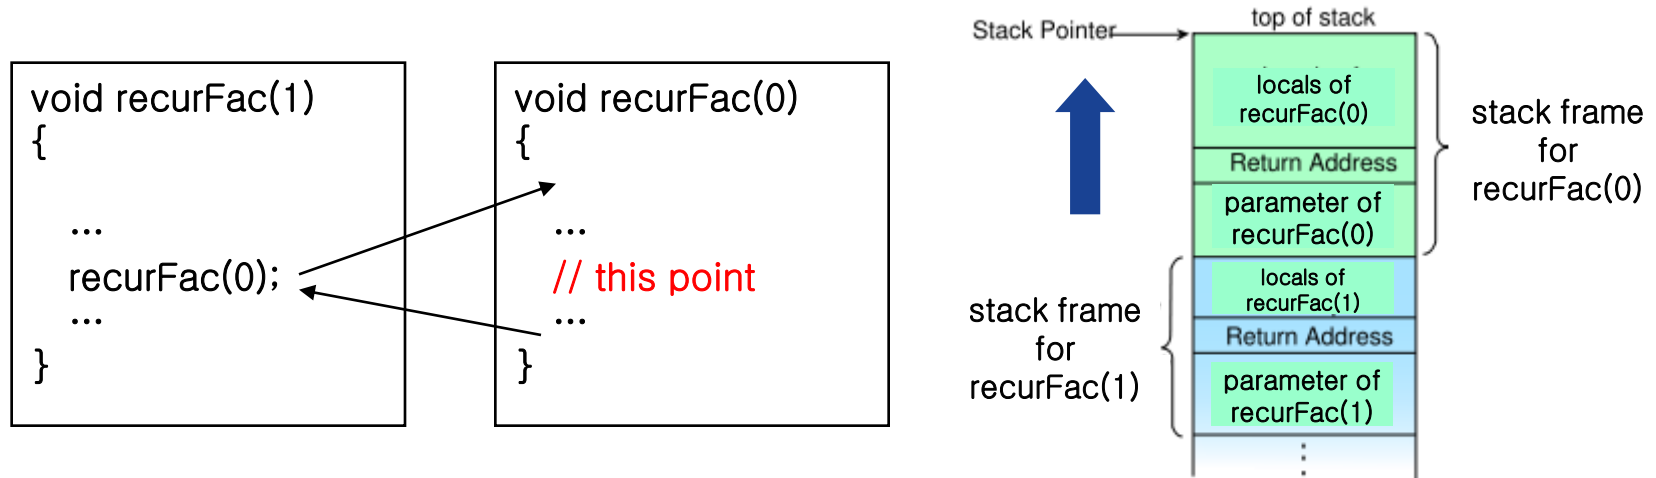 void recurFac(1)
{
...
recurFac(0);
...
}
void recurFac(0)
{
...
// this point
...
}
Stack Pointer
top of stack
locals of
recurFac(0)
Return Address
parameter of
recurFac(0)
stack frame
for
recurFac(0)
locals of
recurFac(1)
Return Address
parameter of
recurFac(1)
stack frame
for
recurFac(1)